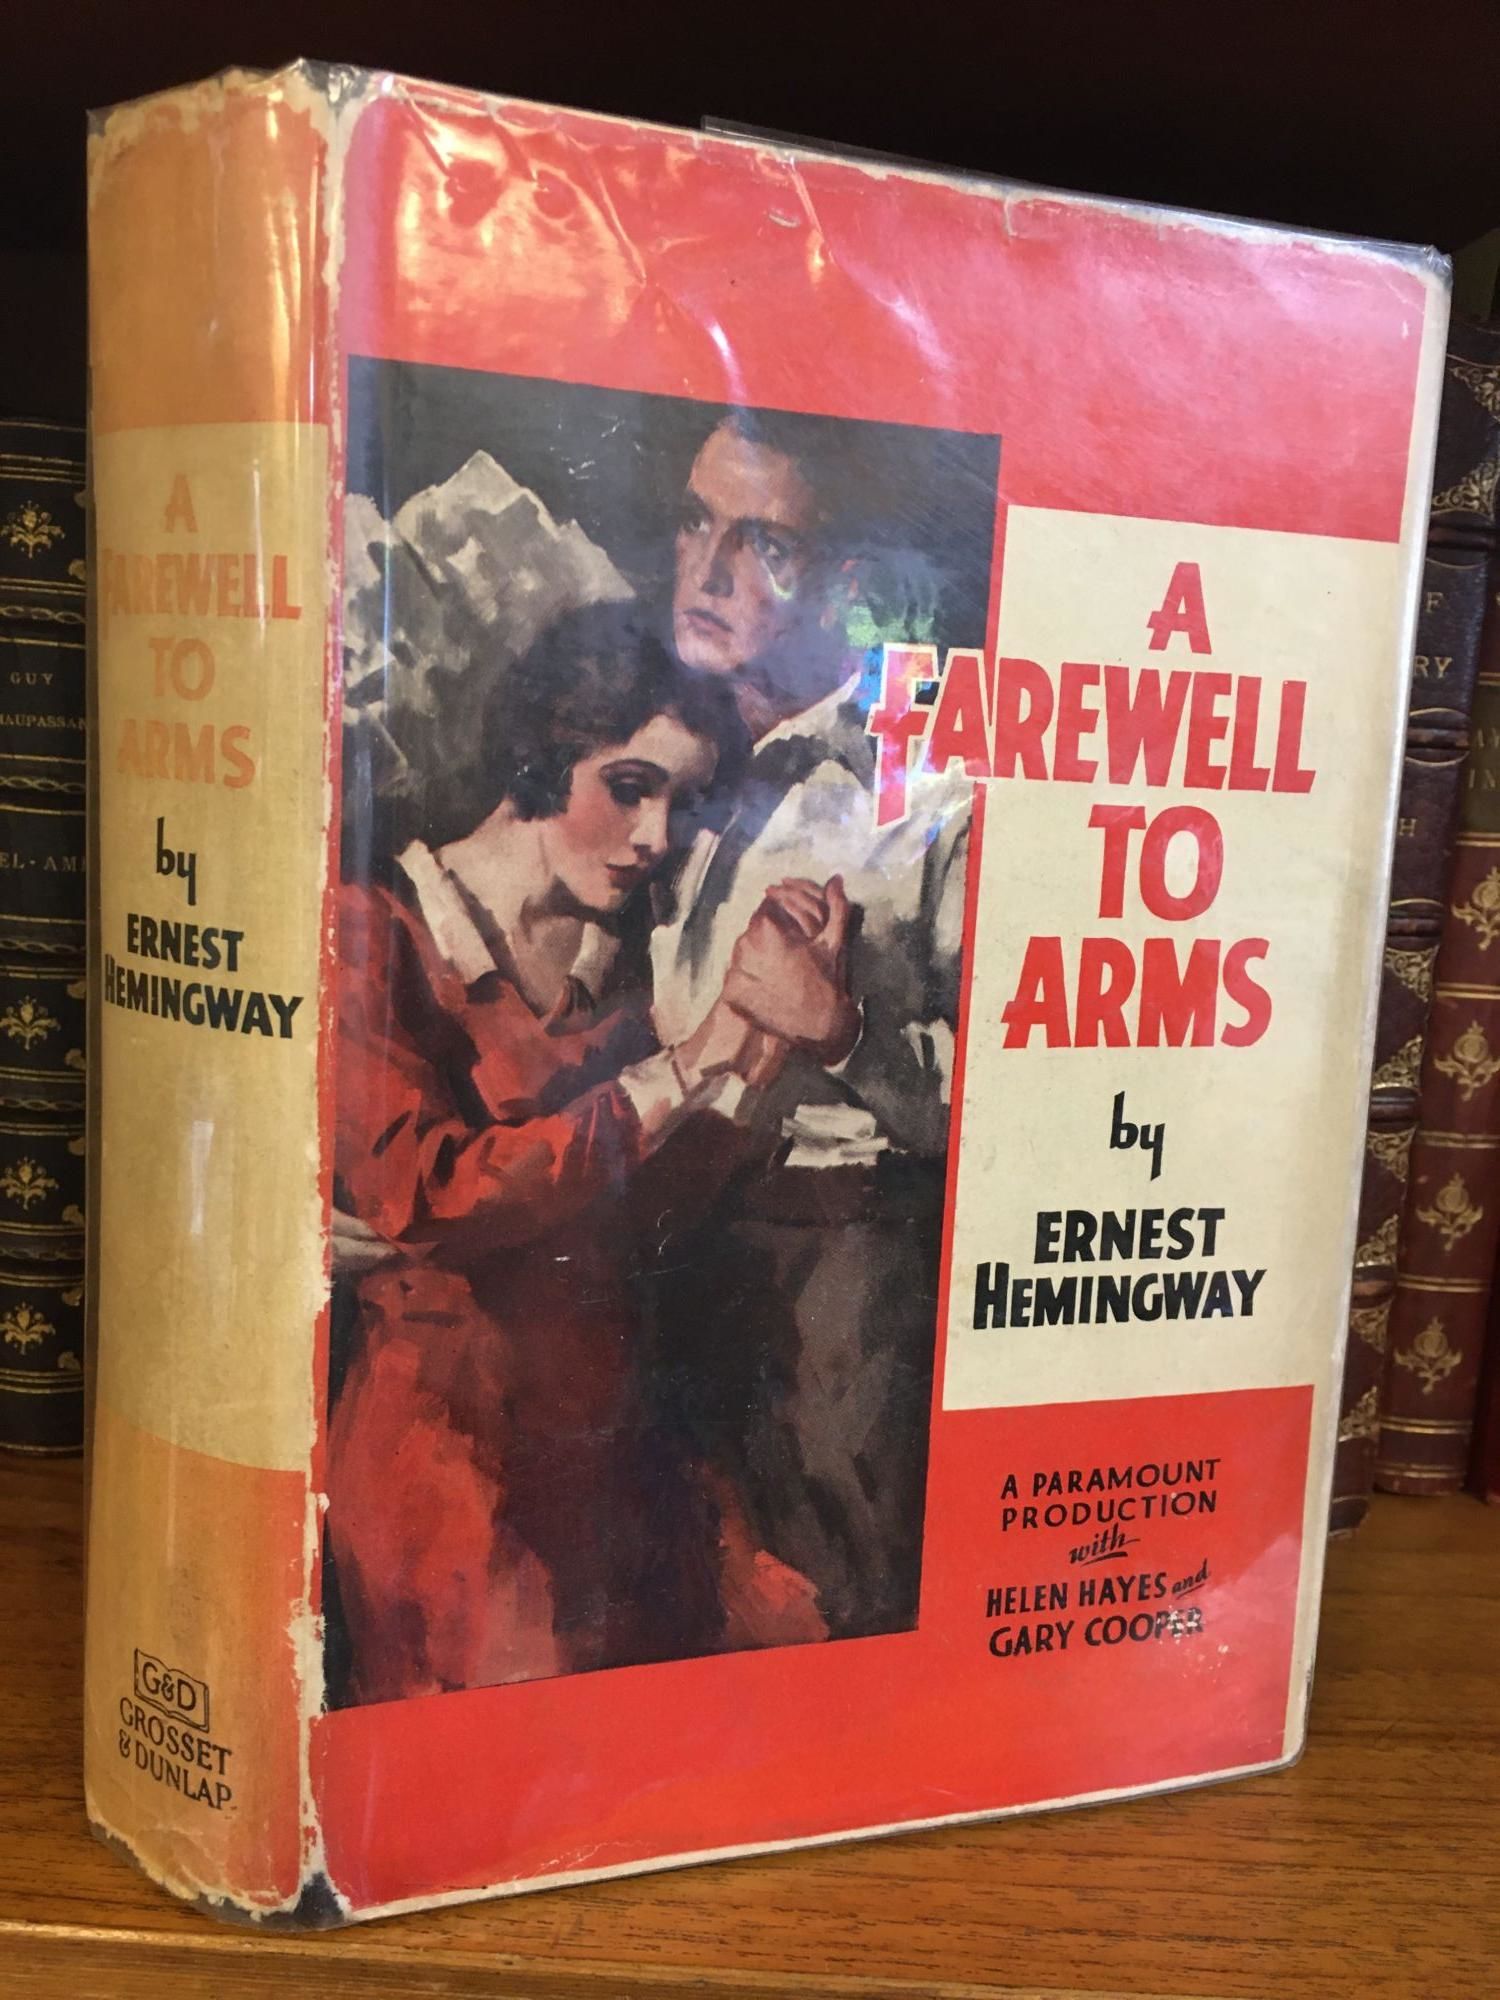 A
FAREWELL
TO
ARMS
by
ERNEST
HEMINGWAY
G&D
GROSSET
& DUNLAP
A
FAREWELL
TO
ARMS
by
ERNEST
HEMINGWAY
A PARAMOUNT
PRODUCTION
with
HELEN HAYES and
GARY COOPER
GUY